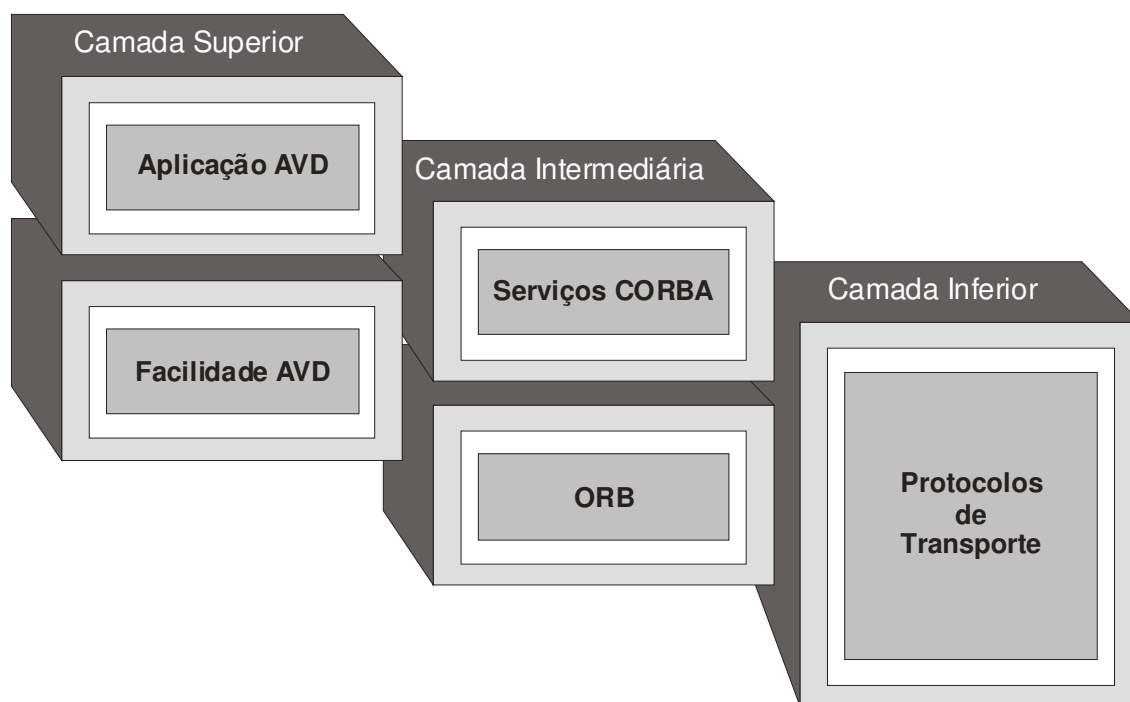 Camada Superior
Aplicação AVD
Facilidade AVD
Camada Intermediária
Serviços CORBA
ORB
Camada Inferior
Protocolos
de
Transporte